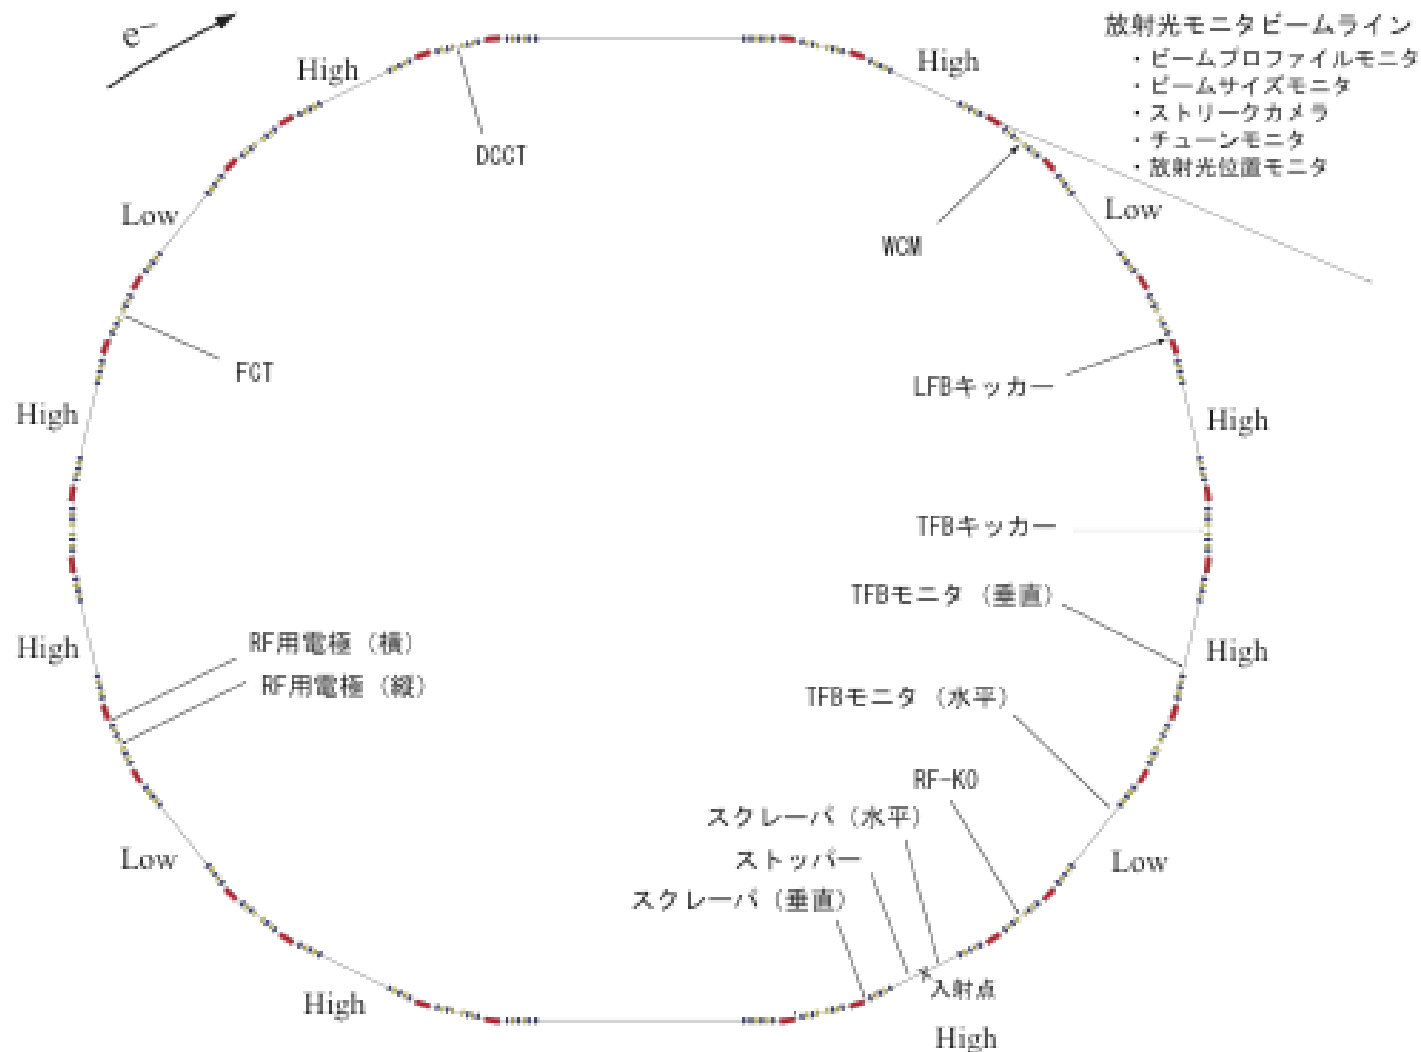 e⁻
放射光モニタビームライン
・ビームプロファイルモニタ
・ビームサイズモニタ
・ストリークカメラ
・チューンモニタ
・放射光位置モニタ
High
High
DCCT
Low
Low
WCM
FCT
LFBキッカー
High
High
TFBキッカー
TFBモニタ（垂直）
High
RF用電極（横）
High
RF用電極（縦）
TFBモニタ（水平）
RF-KO
スクレーパ（水平）
Low
ストッパー
Low
スクレーパ（垂直）
入射点
High
High